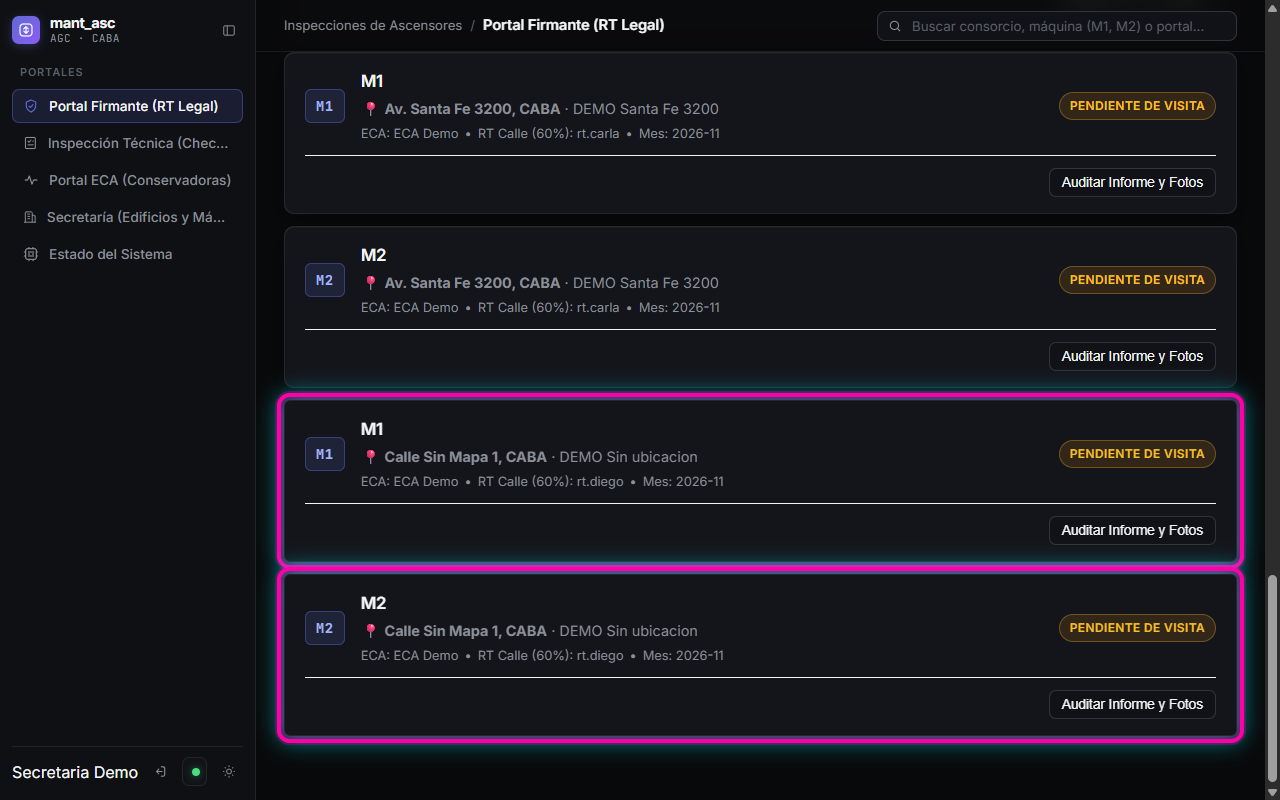 mant_asc
AGC · CABA
PORTALES
Portal Firmante (RT Legal)
Inspección Técnica (Chec...
Portal ECA (Conservadoras)
Secretaría (Edificios y Má...
Estado del Sistema
Secretaria Demo
Inspecciones de Ascensores / Portal Firmante (RT Legal)
Buscar consorcio, máquina (M1, M2) o portal...
M1
M1
Av. Santa Fe 3200, CABA · DEMO Santa Fe 3200
ECA: ECA Demo • RT Calle (60%): rt.carla • Mes: 2026-11
PENDIENTE DE VISITA
Auditar Informe y Fotos
M2
M2
Av. Santa Fe 3200, CABA · DEMO Santa Fe 3200
ECA: ECA Demo • RT Calle (60%): rt.carla • Mes: 2026-11
PENDIENTE DE VISITA
Auditar Informe y Fotos
M1
M1
Calle Sin Mapa 1, CABA · DEMO Sin ubicacion
ECA: ECA Demo • RT Calle (60%): rt.diego • Mes: 2026-11
PENDIENTE DE VISITA
Auditar Informe y Fotos
M2
M2
Calle Sin Mapa 1, CABA · DEMO Sin ubicacion
ECA: ECA Demo • RT Calle (60%): rt.diego • Mes: 2026-11
PENDIENTE DE VISITA
Auditar Informe y Fotos